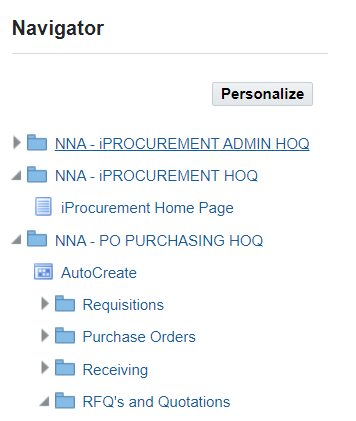 Navigator
Personalize
NNA - iPROCUREMENT ADMIN HOQ
NNA - iPROCUREMENT HOQ
iProcurement Home Page
NNA - PO PURCHASING HOQ
AutoCreate
Requisitions
Purchase Orders
Receiving
RFQ's and Quotations